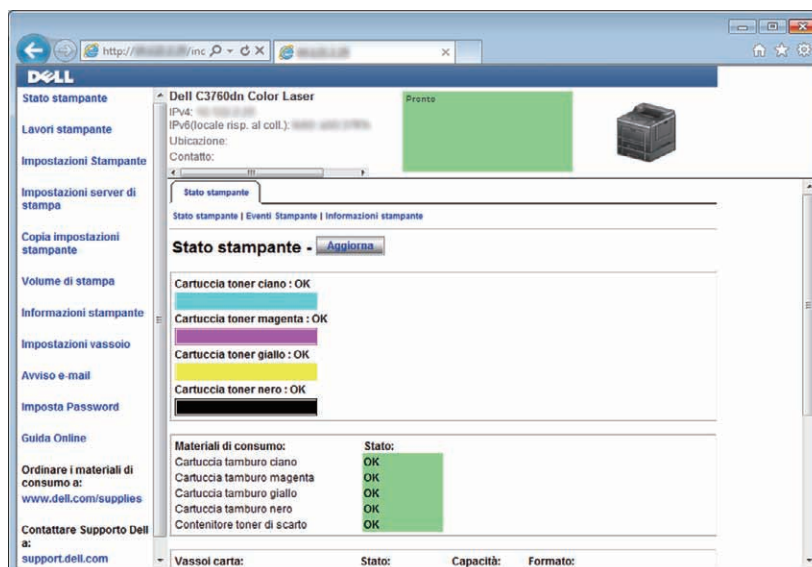 http:// /inc
DELL
Stato stampante
Lavori stampante
Impostazioni Stampante
Impostazioni server di
stampa
Copia impostazioni
stampante
Volume di stampa
Informazioni stampante
Impostazioni vassoio
Avviso e-mail
Imposta Password
Guida Online
Ordinare i materiali di
consumo a:
www.dell.com/supplies
Contattare Supporto Dell
a:
support.dell.com
Dell C3760dn Color Laser
IPv4:
IPv6(locale risp. al coll.):
Ubicazione:
Contatto:
Pronto
Stato stampante
Stato stampante | Eventi Stampante | Informazioni stampante
Stato stampante - Aggiorna
Cartuccia toner ciano : OK
Cartuccia toner magenta : OK
Cartuccia toner giallo : OK
Cartuccia toner nero : OK
Materiali di consumo: Stato:
Cartuccia tamburo ciano OK
Cartuccia tamburo magenta OK
Cartuccia tamburo giallo OK
Cartuccia tamburo nero OK
Contenitore toner di scarto OK
Vassoi carta: Stato: Capacità: Formato: